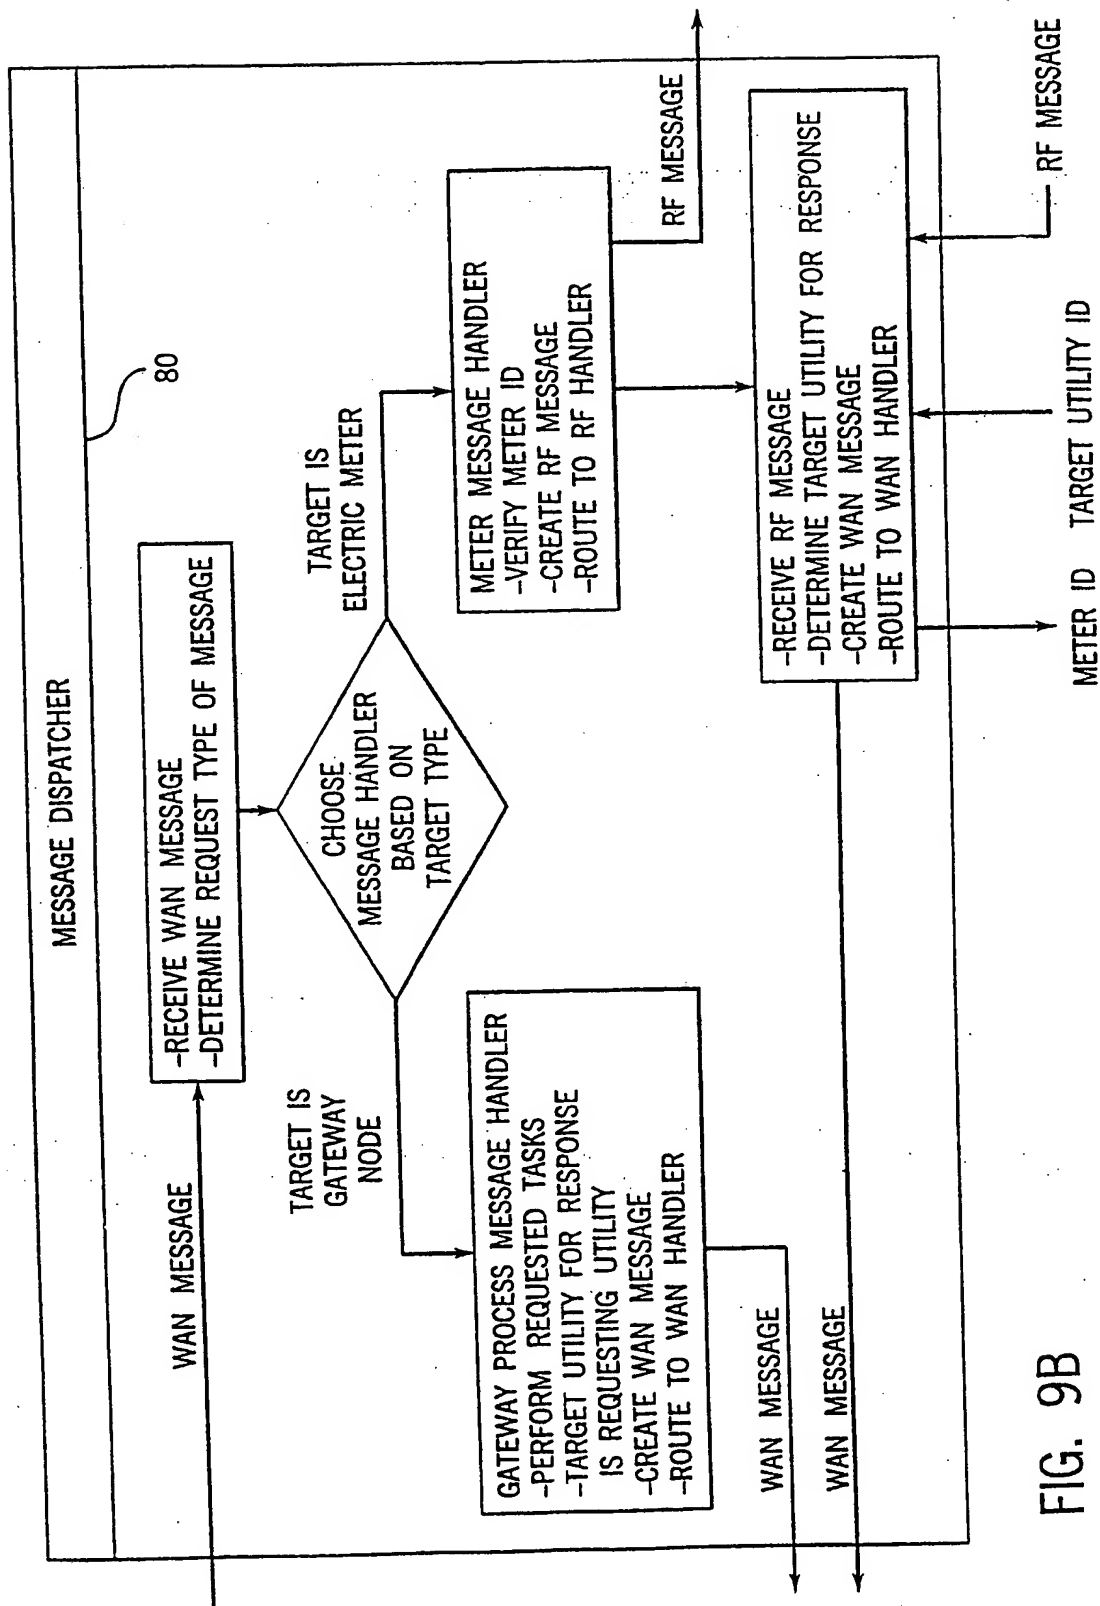 MESSAGE DISPATCHER
80
WAN MESSAGE
-RECEIVE WAN MESSAGE
-DETERMINE REQUEST TYPE OF MESSAGE
CHOOSE
MESSAGE HANDLER
BASED ON
TARGET TYPE
TARGET IS
GATEWAY
NODE
TARGET IS
ELECTRIC METER
GATEWAY PROCESS MESSAGE HANDLER
-PERFORM REQUESTED TASKS
-TARGET UTILITY FOR RESPONSE
IS REQUESTING UTILITY
-CREATE WAN MESSAGE
-ROUTE TO WAN HANDLER
METER MESSAGE HANDLER
-VERIFY METER ID
-CREATE RF MESSAGE
-ROUTE TO RF HANDLER
RF MESSAGE
WAN MESSAGE
WAN MESSAGE
-RECEIVE RF MESSAGE
-DETERMINE TARGET UTILITY FOR RESPONSE
-CREATE WAN MESSAGE
-ROUTE TO WAN HANDLER
METER ID
TARGET UTILITY ID
RF MESSAGE
FIG. 9B